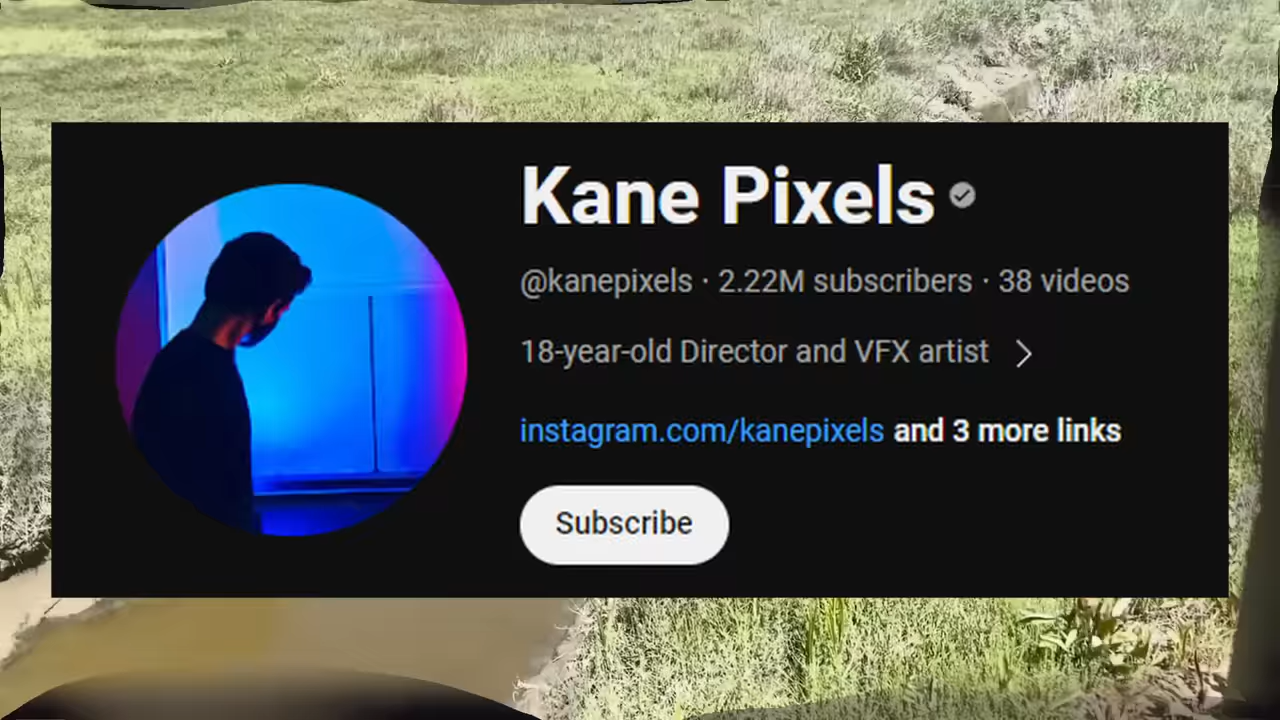 Kane Pixels
@kanepixels · 2.22M subscribers · 38 videos
18-year-old Director and VFX artist
instagram.com/kanepixels and 3 more links
Subscribe